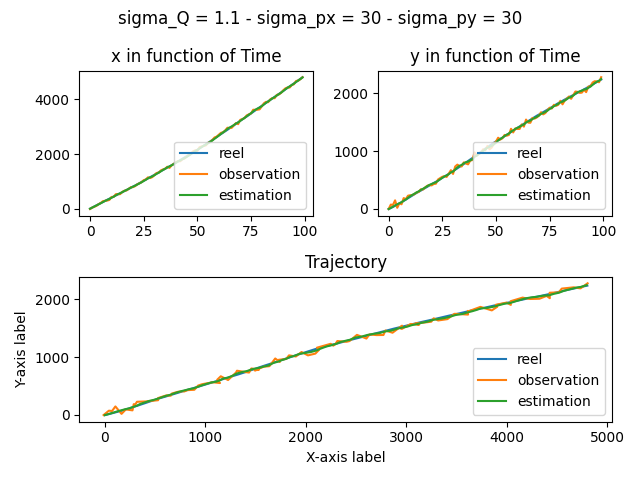 sigma_Q = 1.1 - sigma_px = 30 - sigma_py = 30
x in function of Time
4000
2000
0
0 25 50 75 100
reel
observation
estimation
y in function of Time
2000
1000
0
0 25 50 75 100
reel
observation
estimation
Trajectory
Y-axis label
2000
1000
0
0 1000 2000 3000 4000 5000
X-axis label
reel
observation
estimation